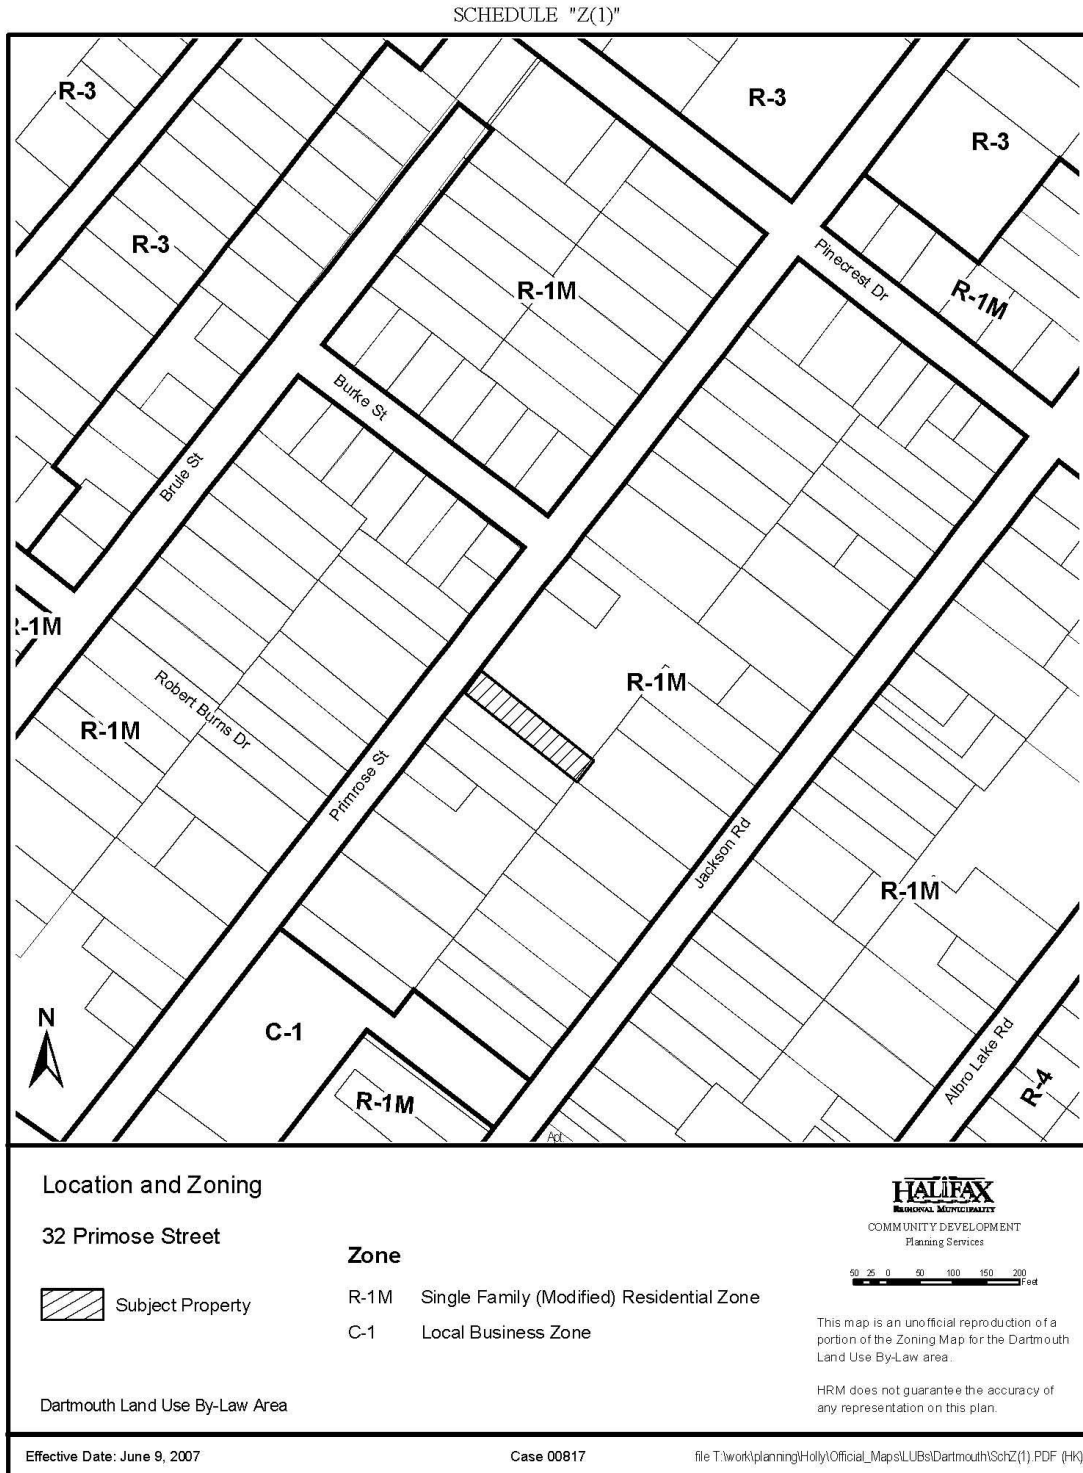 SCHEDULE "Z(1)"
R-3
R-3
R-3
R-3
Pinecrest Dr
R-1M
R-1M
Burke St
Brule St
R-1M
R-1M
Robert Burns Dr
R-1M
Primrose St
Jackson Rd
R-1M
N
C-1
Albro Lake Rd
R-4
R-1M
Apt.
Location and Zoning
32 Primose Street
Subject Property
Zone
R-1M Single Family (Modified) Residential Zone
C-1 Local Business Zone
Dartmouth Land Use By-Law Area
HALIFAX
REGIONAL MUNICIPALITY
COMMUNITY DEVELOPMENT
Planning Services
50 25 0 50 100 150 200
Feet
This map is an unofficial reproduction of a
portion of the Zoning Map for the Dartmouth
Land Use By-Law area.
HRM does not guarantee the accuracy of
any representation on this plan.
Effective Date: June 9, 2007
Case 00817
file T:\work\planning\Holly\Official_Maps\LUBs\Dartmouth\SchZ(1).PDF (HK)